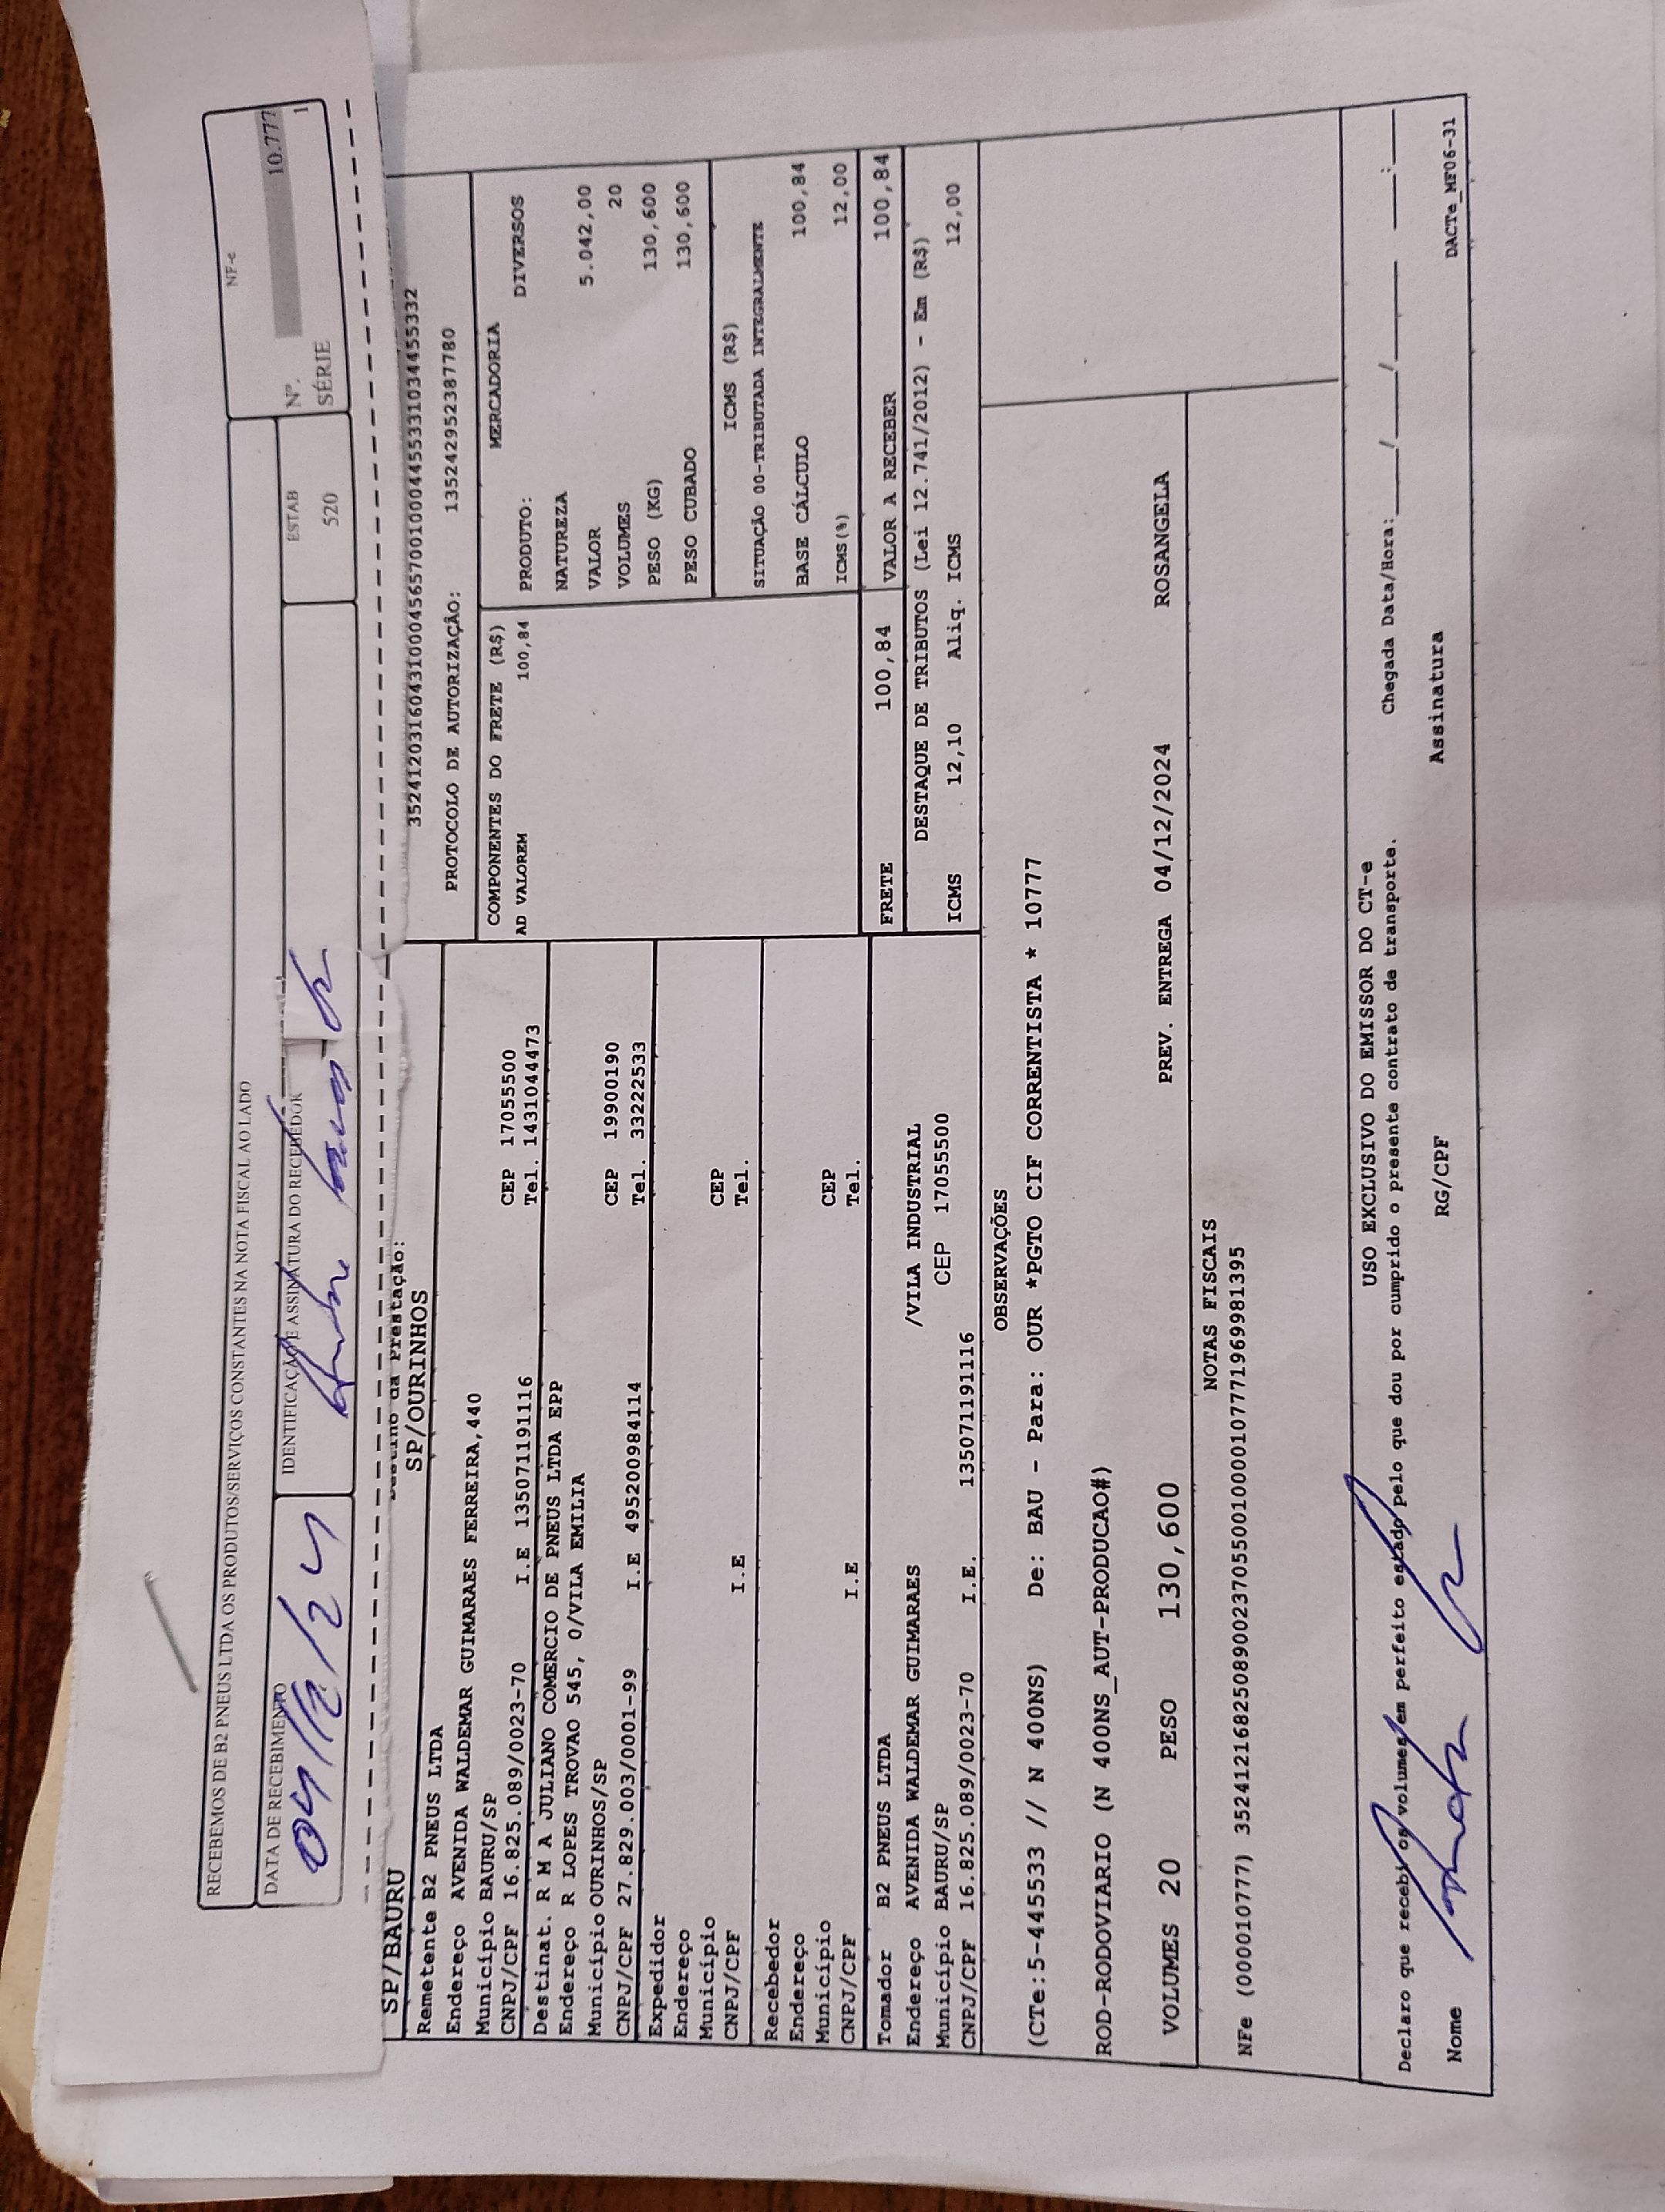 RECEBEMOS DE B2 PNEUS LTDA OS PRODUTOS/SERVIÇOS CONSTANTES NA NOTA FISCAL AO LADO
NF-e
DATA DE RECEBIMENTO
IDENTIFICAÇÃO E ASSINATURA DO RECEBEDOR
ESTAB
520
Nº. 10.777
SÉRIE 1
04/12/24
Destino da Prestação:
SP/BAURU
SP/OURINHOS
35241203160431000456570010004455331034455332
PROTOCOLO DE AUTORIZAÇÃO: 135242952387780
Remetente B2 PNEUS LTDA
Endereço AVENIDA WALDEMAR GUIMARAES FERREIRA,440
Município BAURU/SP CEP 17055500
CNPJ/CPF 16.825.089/0023-70 I.E 135071191116 Tel. 1431044473
Destinat. R M A JULIANO COMERCIO DE PNEUS LTDA EPP
Endereço R LOPES TROVAO 545, 0/VILA EMILIA
Município OURINHOS/SP CEP 19900190
CNPJ/CPF 27.829.003/0001-99 I.E 495200984114 Tel. 33222533
Expedidor
Endereço
Município CEP
CNPJ/CPF I.E Tel.
Recebedor
Endereço
Município CEP
CNPJ/CPF I.E Tel.
Tomador B2 PNEUS LTDA
Endereço AVENIDA WALDEMAR GUIMARAES /VILA INDUSTRIAL
Município BAURU/SP CEP 17055500
CNPJ/CPF 16.825.089/0023-70 I.E. 135071191116
COMPONENTES DO FRETE (R$)
AD VALOREM 100,84
MERCADORIA
PRODUTO: DIVERSOS
NATUREZA
VALOR 5.042,00
VOLUMES 20
PESO (KG) 130,600
PESO CUBADO 130,600
ICMS (R$)
SITUAÇÃO 00-TRIBUTADA INTEGRALMENTE
BASE CÁLCULO 100,84
ICMS(%) 12,00
FRETE 100,84
VALOR A RECEBER 100,84
DESTAQUE DE TRIBUTOS (Lei 12.741/2012) - Em (R$)
ICMS 12,10 Aliq. ICMS 12,00
OBSERVAÇÕES
(CTe:5-445533 // N 400NS) De: BAU - Para: OUR *PGTO CIF CORRENTISTA * 10777
ROD-RODOVIARIO (N 400NS_AUT-PRODUCAO#)
VOLUMES 20 PESO 130,600 PREV. ENTREGA 04/12/2024 ROSANGELA
NOTAS FISCAIS
NFe (000010777) 35241216825089002370550010000107771969981395
USO EXCLUSIVO DO EMISSOR DO CT-e
Declaro que recebi os volumes em perfeito estado pelo que dou por cumprido o presente contrato de transporte. Chegada Data/Hora:____/____/____ ___:___
Nome RG/CPF Assinatura
DACTe_MF06-31